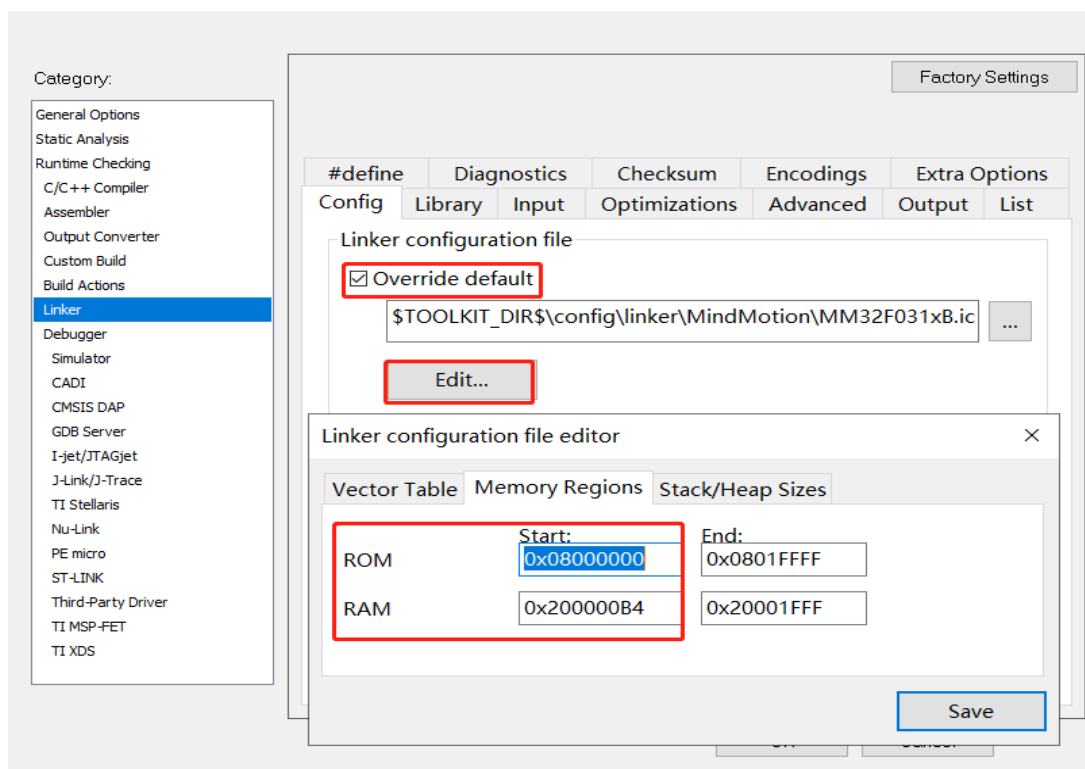 Category:
Factory Settings
General Options
Static Analysis
Runtime Checking
C/C++ Compiler
Assembler
Output Converter
Custom Build
Build Actions
Linker
Debugger
Simulator
CADI
CMSIS DAP
GDB Server
I-jet/JTAGjet
J-Link/J-Trace
TI Stellaris
Nu-Link
PE micro
ST-LINK
Third-Party Driver
TI MSP-FET
TI XDS
#define Diagnostics Checksum Encodings Extra Options
Config Library Input Optimizations Advanced Output List
Linker configuration file
Override default
$TOOLKIT_DIR$\config\linker\MindMotion\MM32F031xB.ic
...
Edit...
Linker configuration file editor
Vector Table Memory Regions Stack/Heap Sizes
Start: End:
ROM 0x08000000 0x0801FFFF
RAM 0x200000B4 0x20001FFF
Save